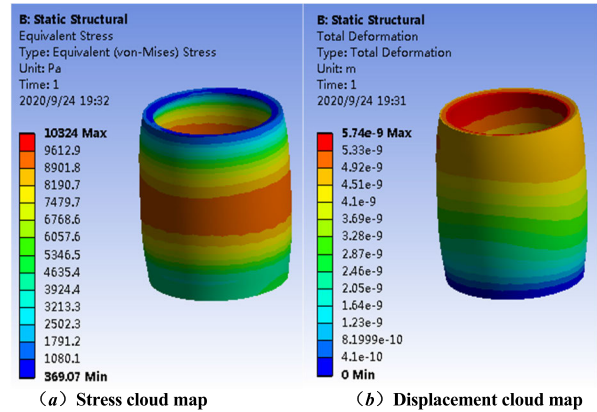 B: Static Structural
Equivalent Stress
Type: Equivalent (von-Mises) Stress
Unit: Pa
Time: 1
2020/9/24 19:32
10324 Max
9612.9
8901.8
8190.7
7479.7
6768.6
6057.6
5346.5
4635.4
3924.4
3213.3
2502.3
1791.2
1080.1
369.07 Min
B: Static Structural
Total Deformation
Type: Total Deformation
Unit: m
Time: 1
2020/9/24 19:31
5.74e-9 Max
5.33e-9
4.92e-9
4.51e-9
4.1e-9
3.69e-9
3.28e-9
2.87e-9
2.46e-9
2.05e-9
1.64e-9
1.23e-9
8.1999e-10
4.1e-10
0 Min
（a）Stress cloud map
（b）Displacement cloud map